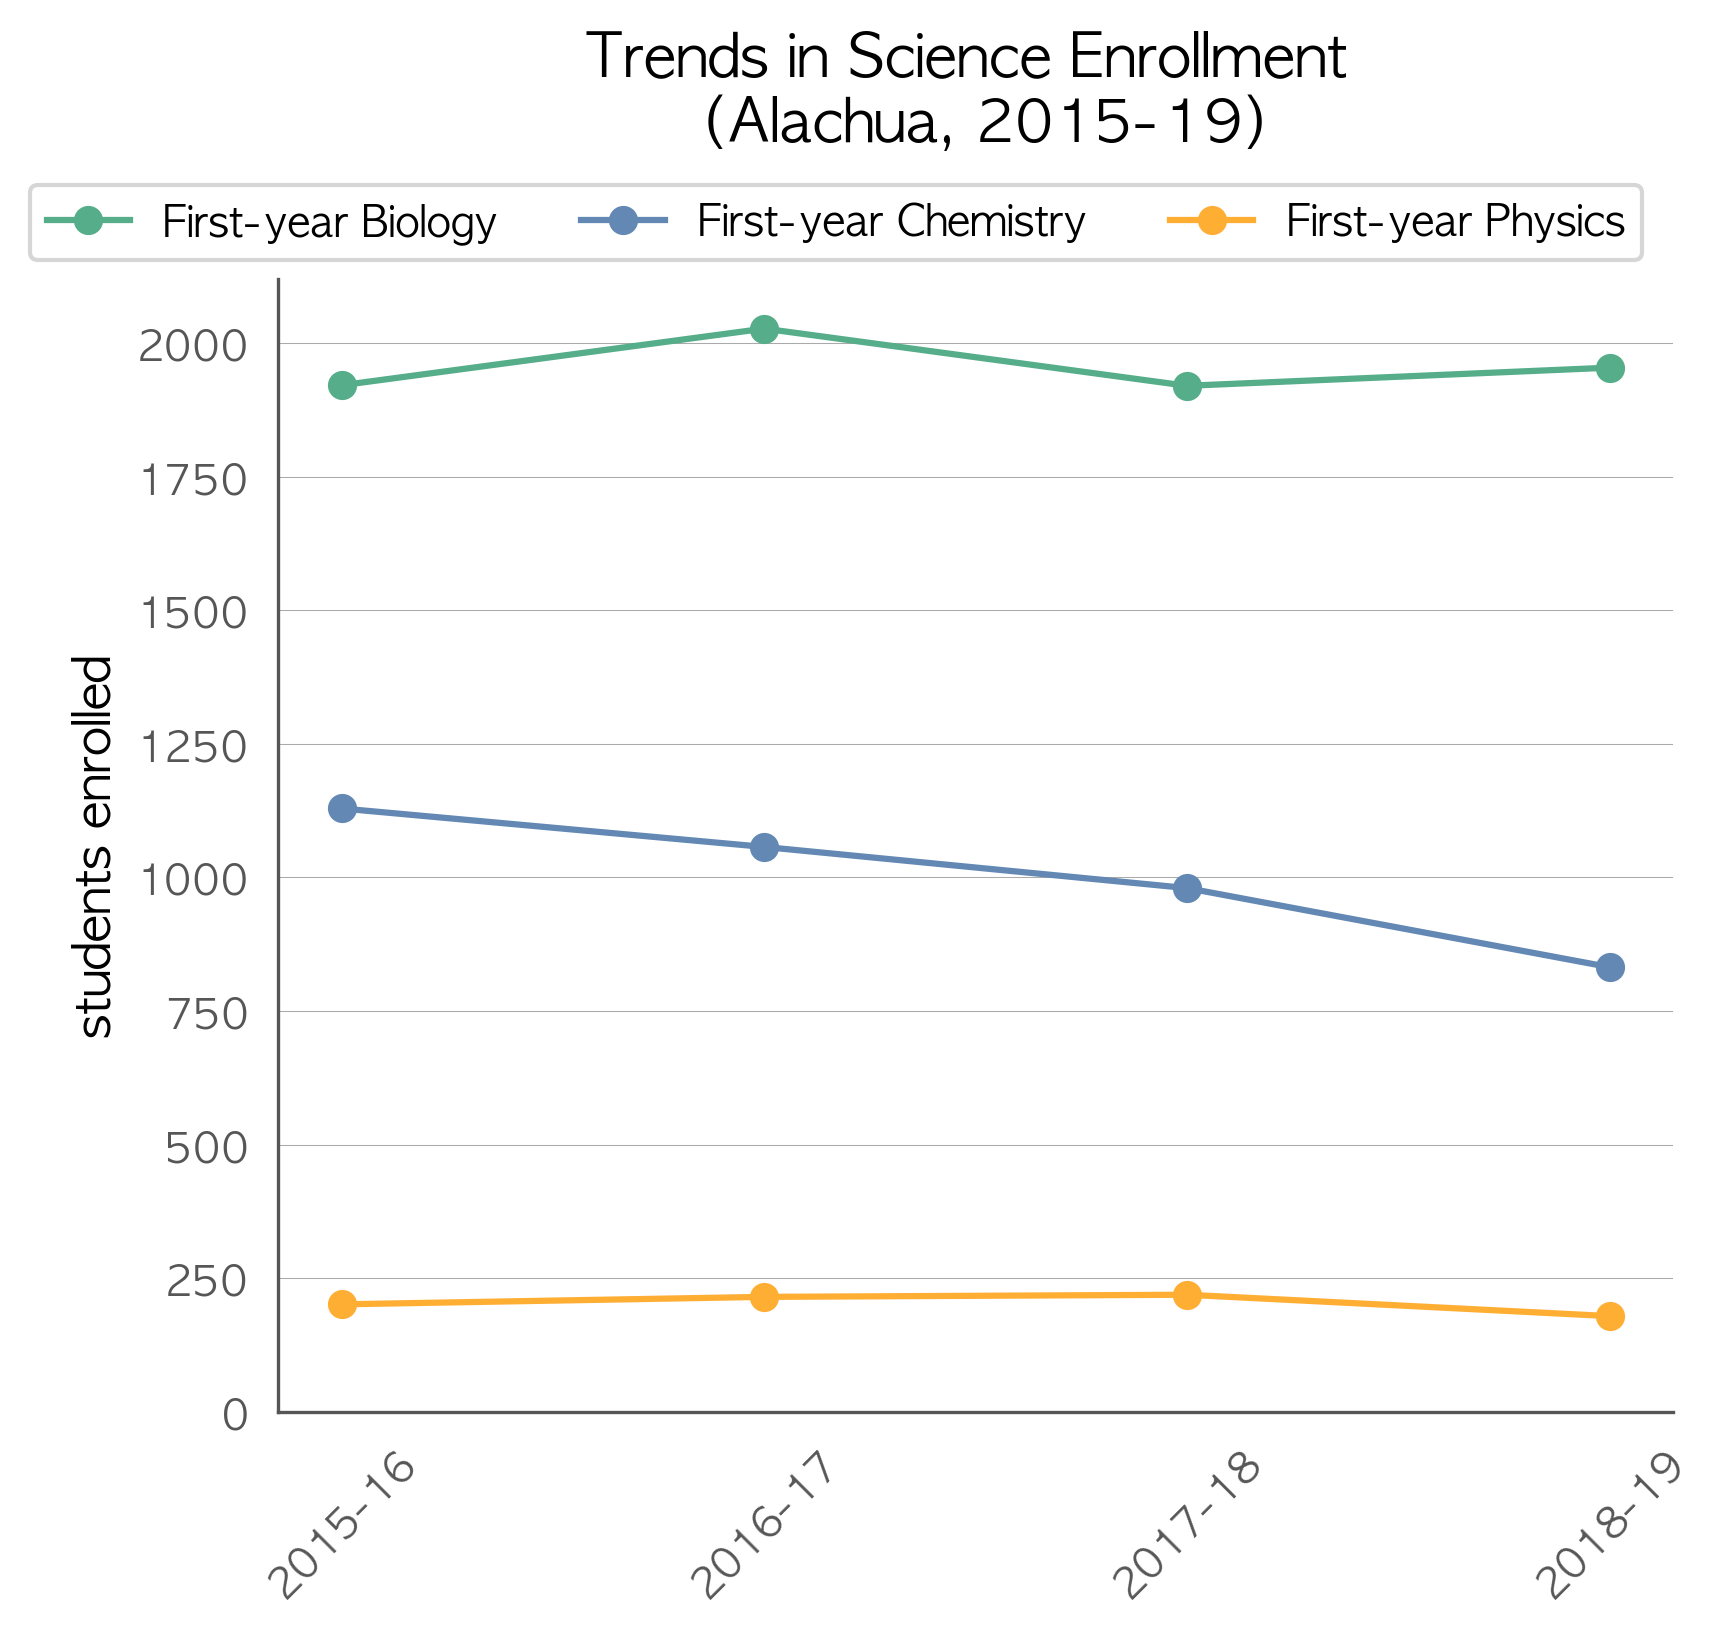 Trends in Science Enrollment
(Alachua, 2015-19)
First-year Biology First-year Chemistry First-year Physics
2000
1750
1500
1250
1000
750
500
250
0
students enrolled
2015-16 2016-17 2017-18 2018-19